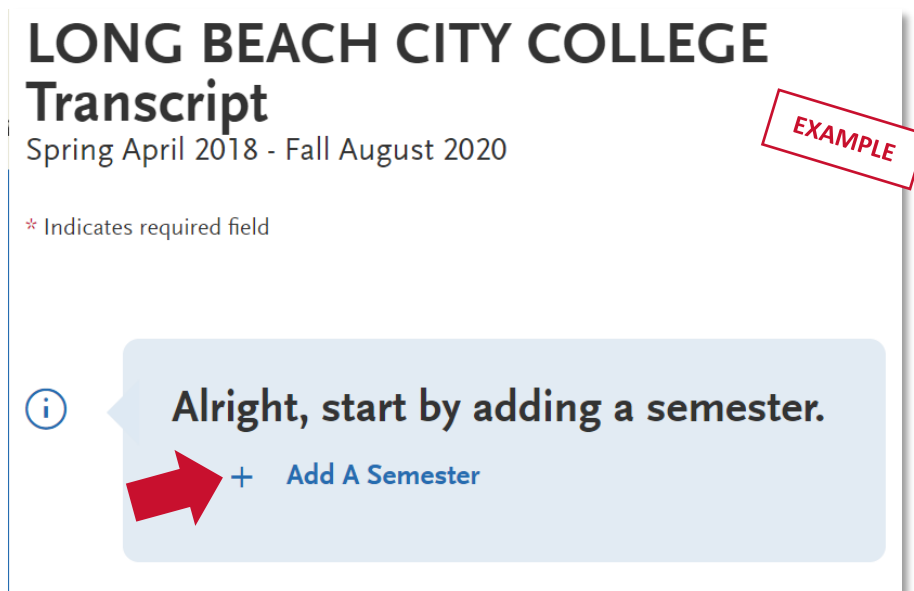 LONG BEACH CITY COLLEGE
Transcript
Spring April 2018 - Fall August 2020
EXAMPLE
* Indicates required field
Alright, start by adding a semester.
+ Add A Semester